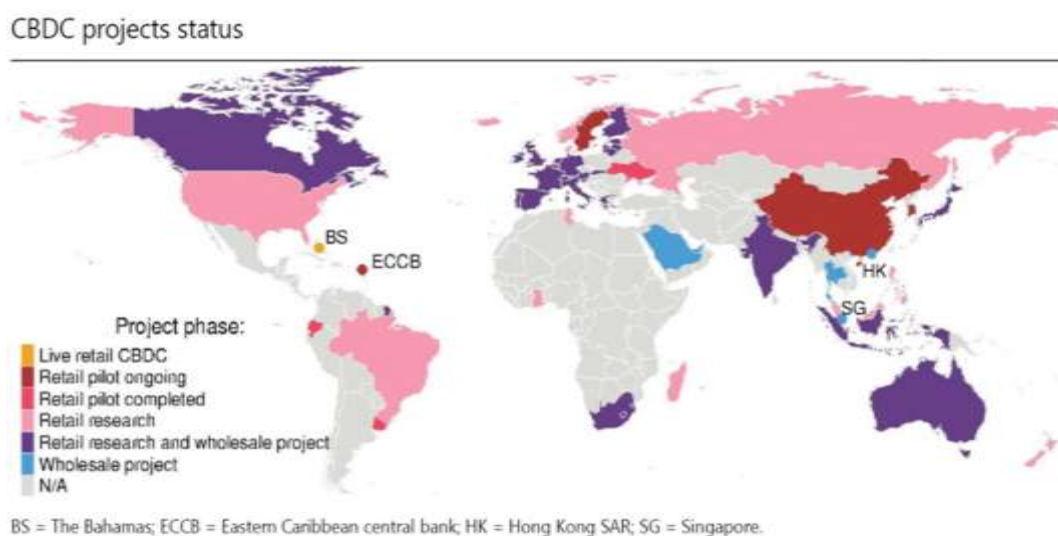 CBDC projects status
BS
ECCB
HK
SG
Project phase:
Live retail CBDC
Retail pilot ongoing
Retail pilot completed
Retail research
Retail research and wholesale project
Wholesale project
N/A
BS = The Bahamas; ECCB = Eastern Caribbean central bank; HK = Hong Kong SAR; SG = Singapore.